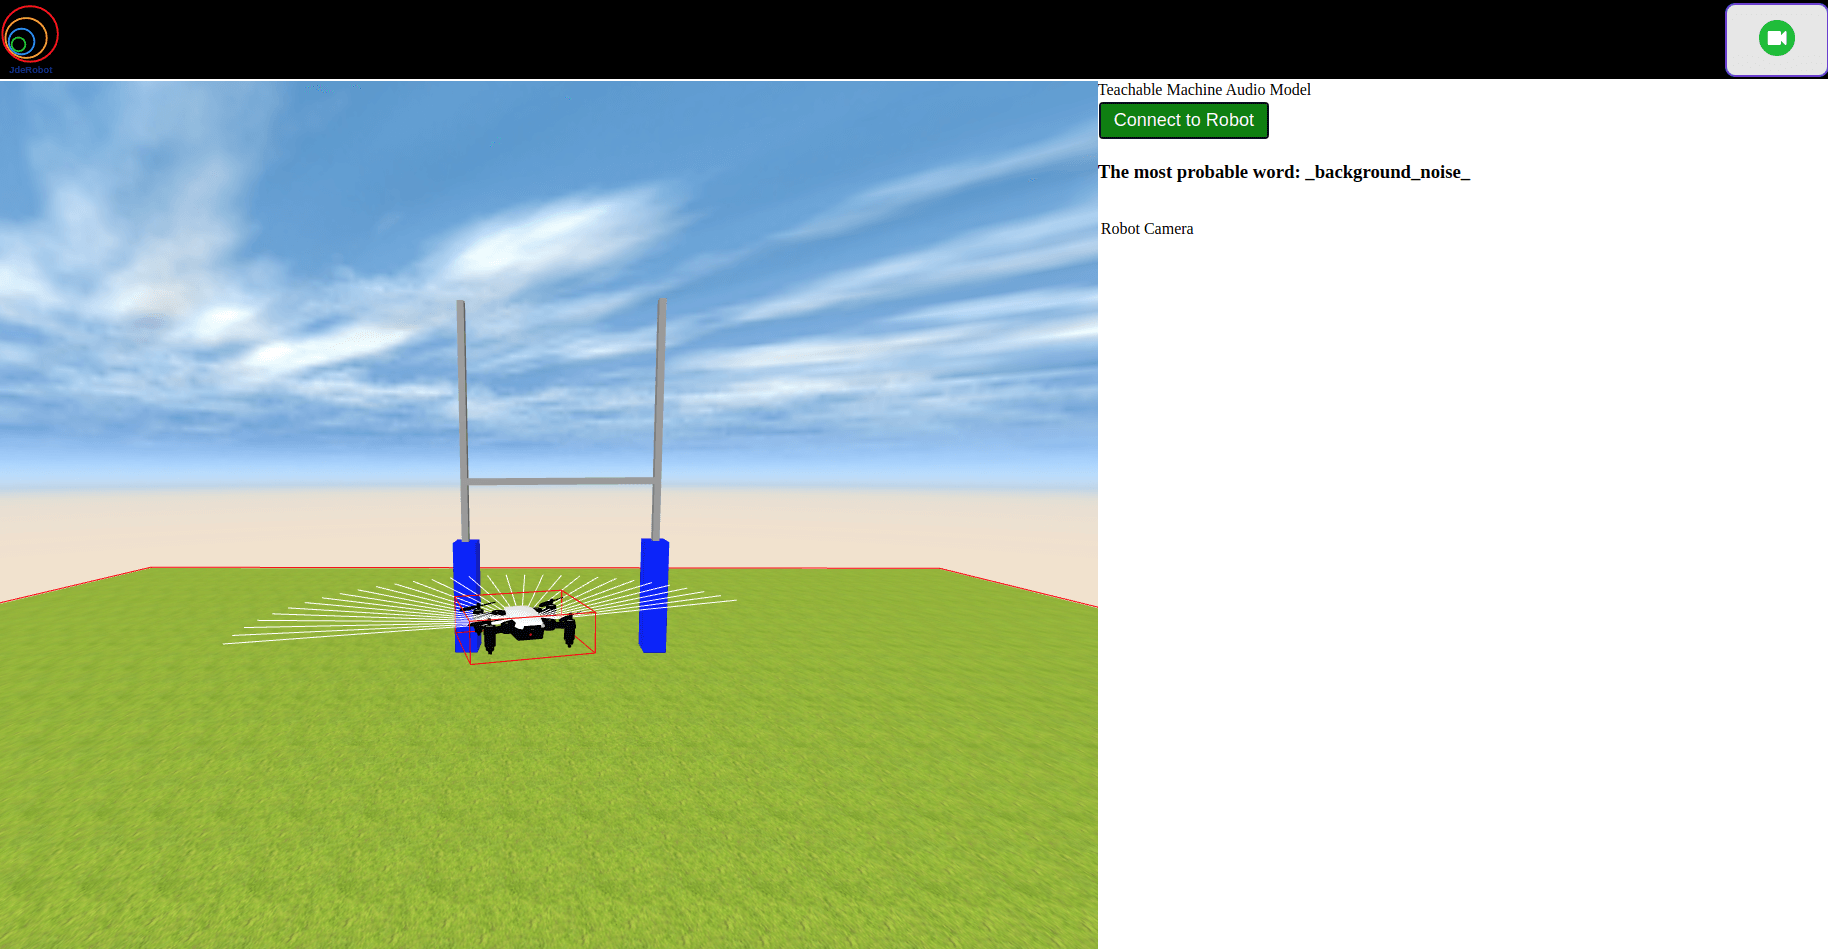 JdeRobot
Teachable Machine Audio Model
Connect to Robot
The most probable word: _background_noise_
Robot Camera